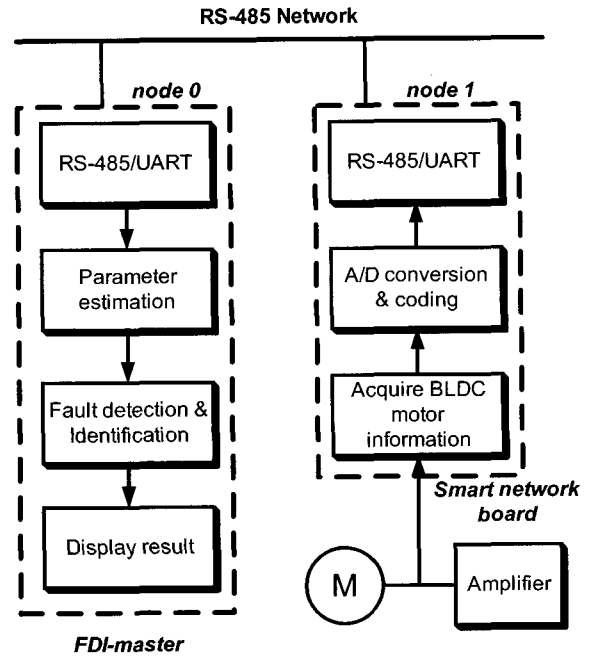 RS-485 Network
node 0
RS-485/UART
Parameter
estimation
Fault detection &
Identification
Display result
FDI-master
node 1
RS-485/UART
A/D conversion
& coding
Acquire BLDC
motor
information
Smart network
board
M
Amplifier